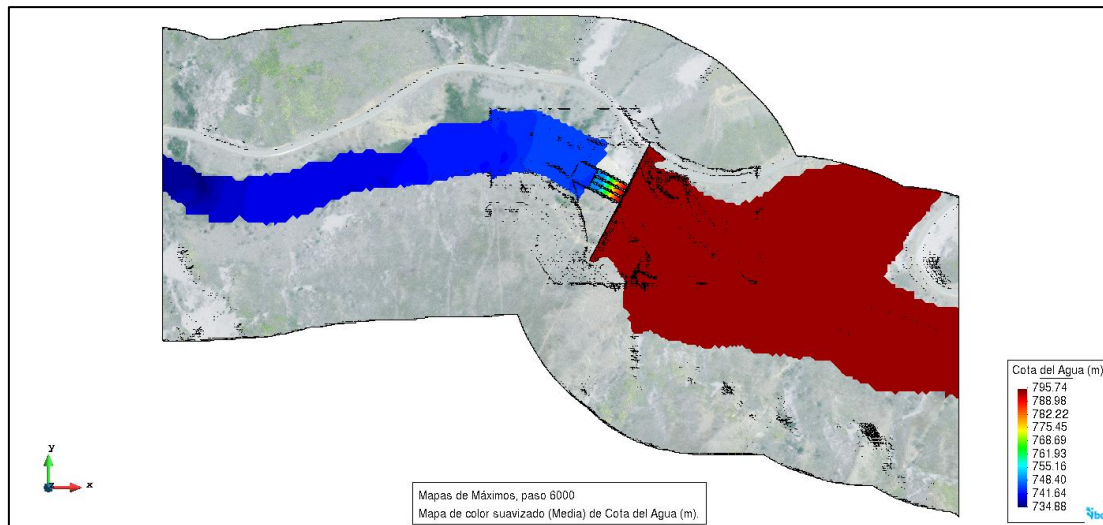 Cota del Agua (m)
795.74
788.98
782.22
775.45
768.69
761.93
755.16
748.40
741.64
734.88
y
x
Mapas de Máximos, paso 6000
Mapa de color suavizado (Media) de Cota del Agua (m).